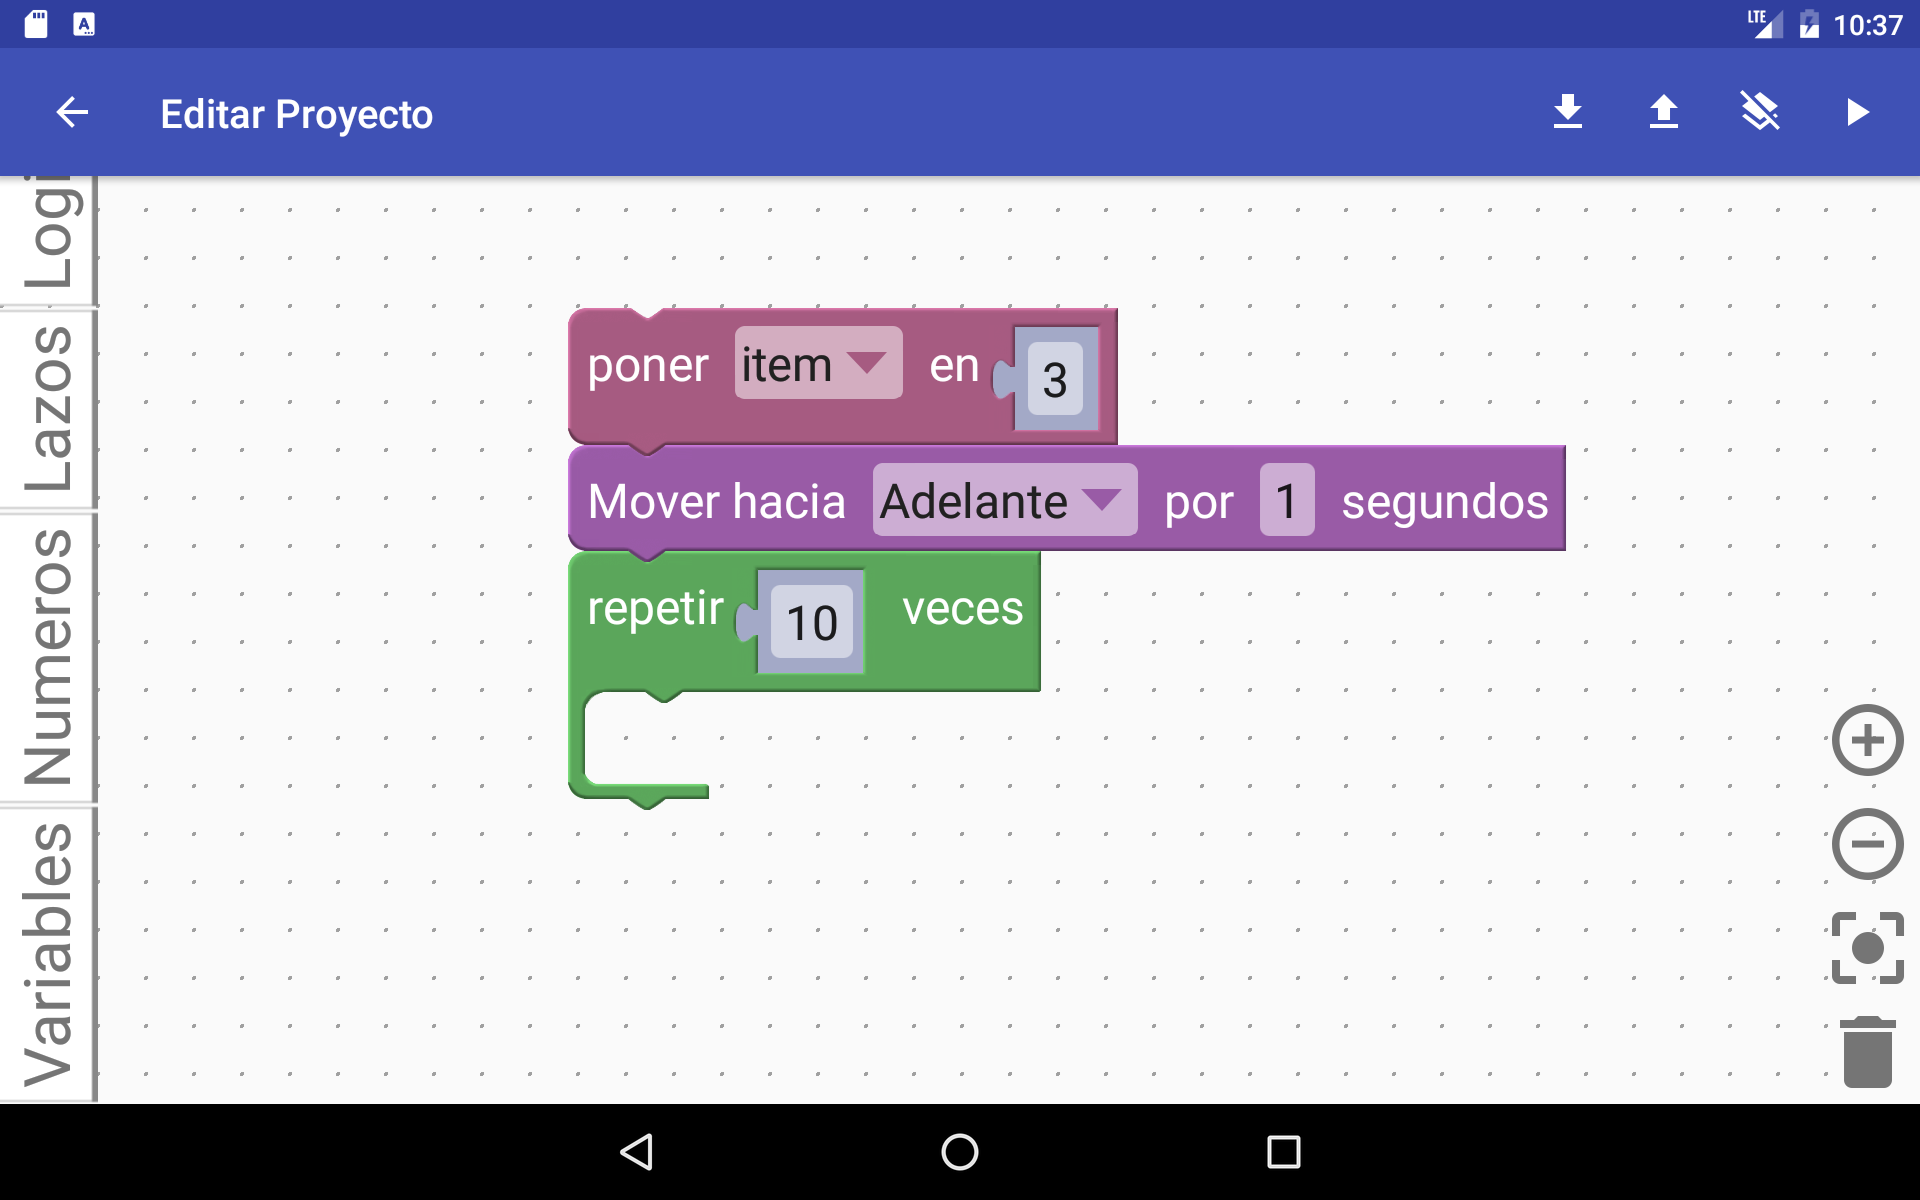 LTE 10:37
Editar Proyecto
Logi
Lazos
Numeros
Variables
poner item en 3
Mover hacia Adelante por 1 segundos
repetir 10 veces